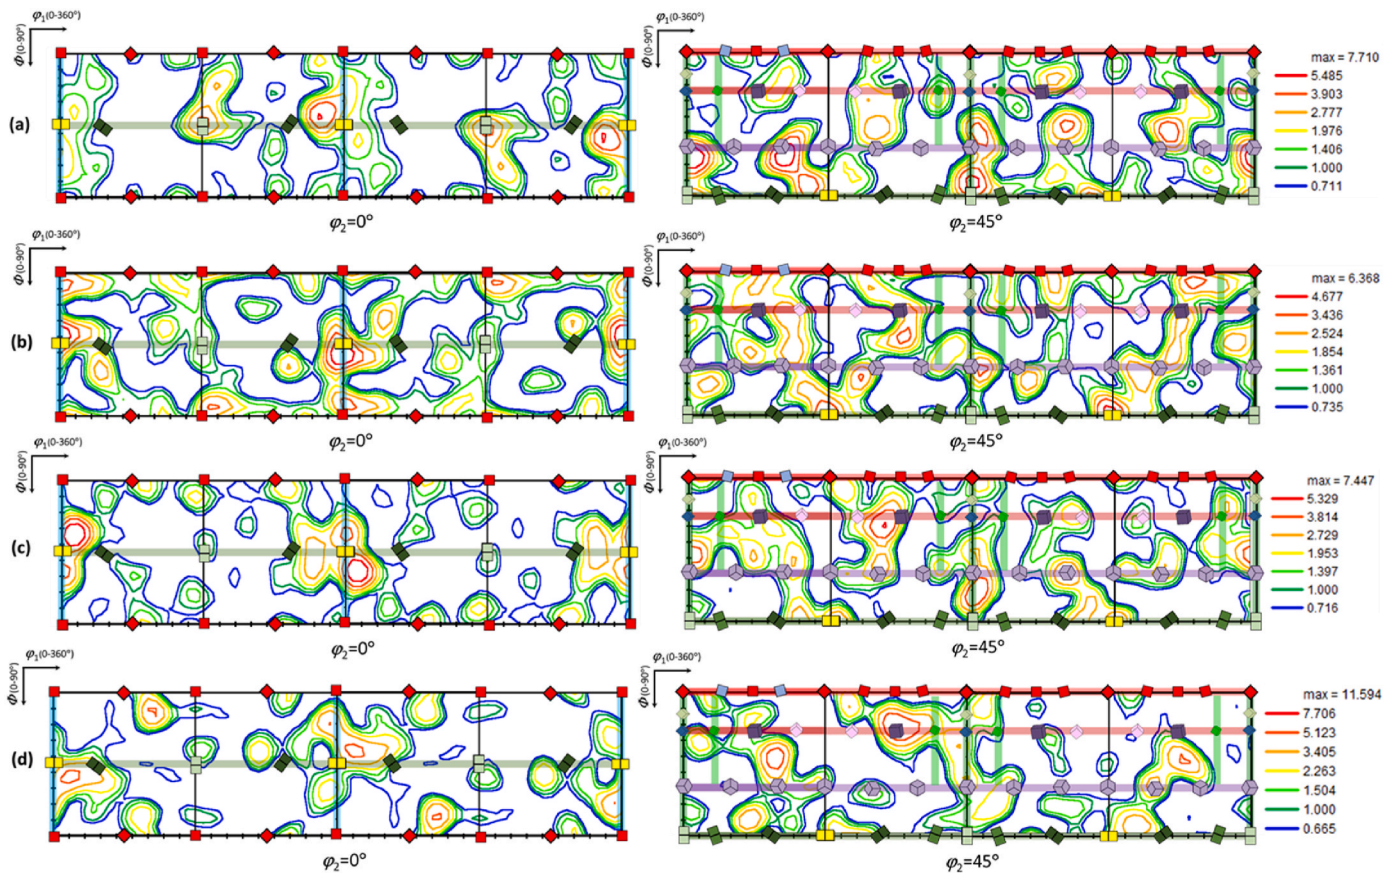 φ₁(0-360°)
φ₁(0-360°)
Φ(0-90°)
Φ(0-90°)
(a)
max = 7.710
5.485
3.903
2.777
1.976
1.406
1.000
0.711
φ₂=0°
φ₂=45°
φ₁(0-360°)
φ₁(0-360°)
Φ(0-90°)
Φ(0-90°)
(b)
max = 6.368
4.677
3.436
2.524
1.854
1.361
1.000
0.735
φ₂=0°
φ₂=45°
φ₁(0-360°)
φ₁(0-360°)
Φ(0-90°)
Φ(0-90°)
(c)
max = 7.447
5.329
3.814
2.729
1.953
1.397
1.000
0.716
φ₂=0°
φ₂=45°
φ₁(0-360°)
φ₁(0-360°)
Φ(0-90°)
Φ(0-90°)
(d)
max = 11.594
7.706
5.123
3.405
2.263
1.504
1.000
0.665
φ₂=0°
φ₂=45°